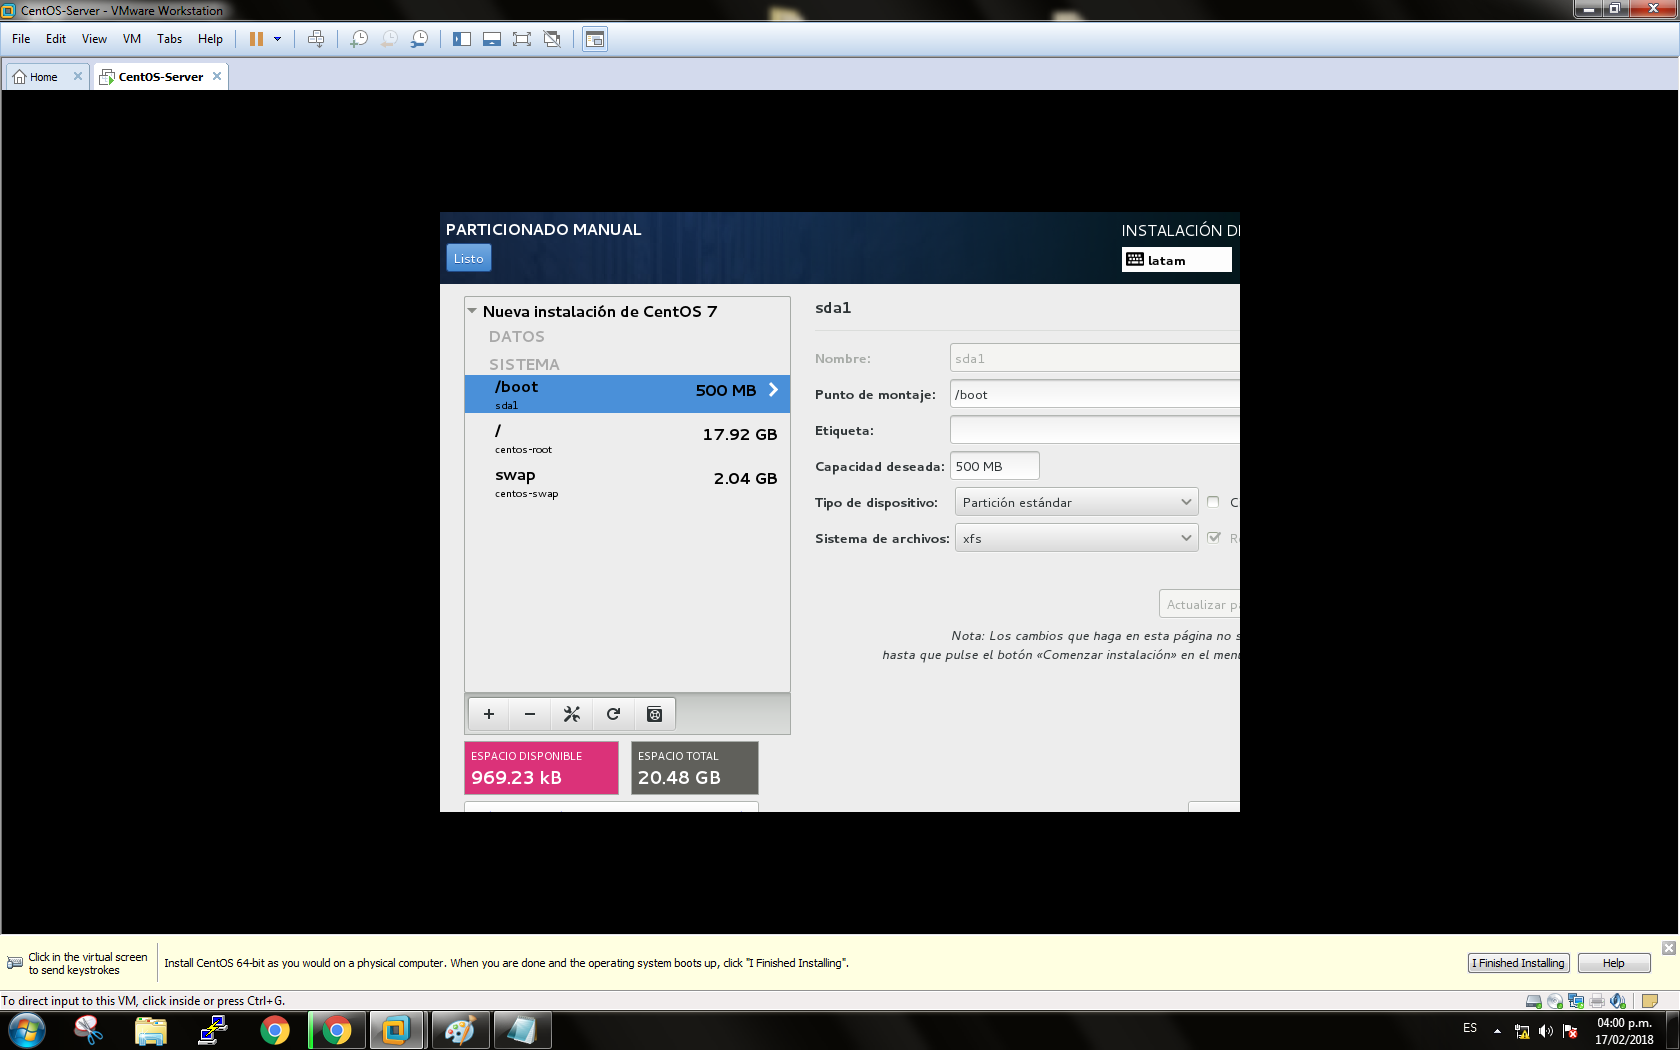 CentOS-Server - VMware Workstation
File Edit View VM Tabs Help
Home CentOS-Server
PARTICIONADO MANUAL
Listo
INSTALACIÓN DE
latam
Nueva instalación de CentOS 7
DATOS
SISTEMA
/boot 500 MB
sda1
/ 17.92 GB
centos-root
swap 2.04 GB
centos-swap
ESPACIO DISPONIBLE
969.23 kB
ESPACIO TOTAL
20.48 GB
sda1
Nombre: sda1
Punto de montaje: /boot
Etiqueta:
Capacidad deseada: 500 MB
Tipo de dispositivo: Partición estándar C
Sistema de archivos: xfs R
Actualizar p
Nota: Los cambios que haga en esta página no s
hasta que pulse el botón «Comenzar instalación» en el menú
Click in the virtual screen
to send keystrokes
Install CentOS 64-bit as you would on a physical computer. When you are done and the operating system boots up, click "I Finished Installing".
I Finished Installing Help
To direct input to this VM, click inside or press Ctrl+G.
ES
04:00 p.m.
17/02/2018